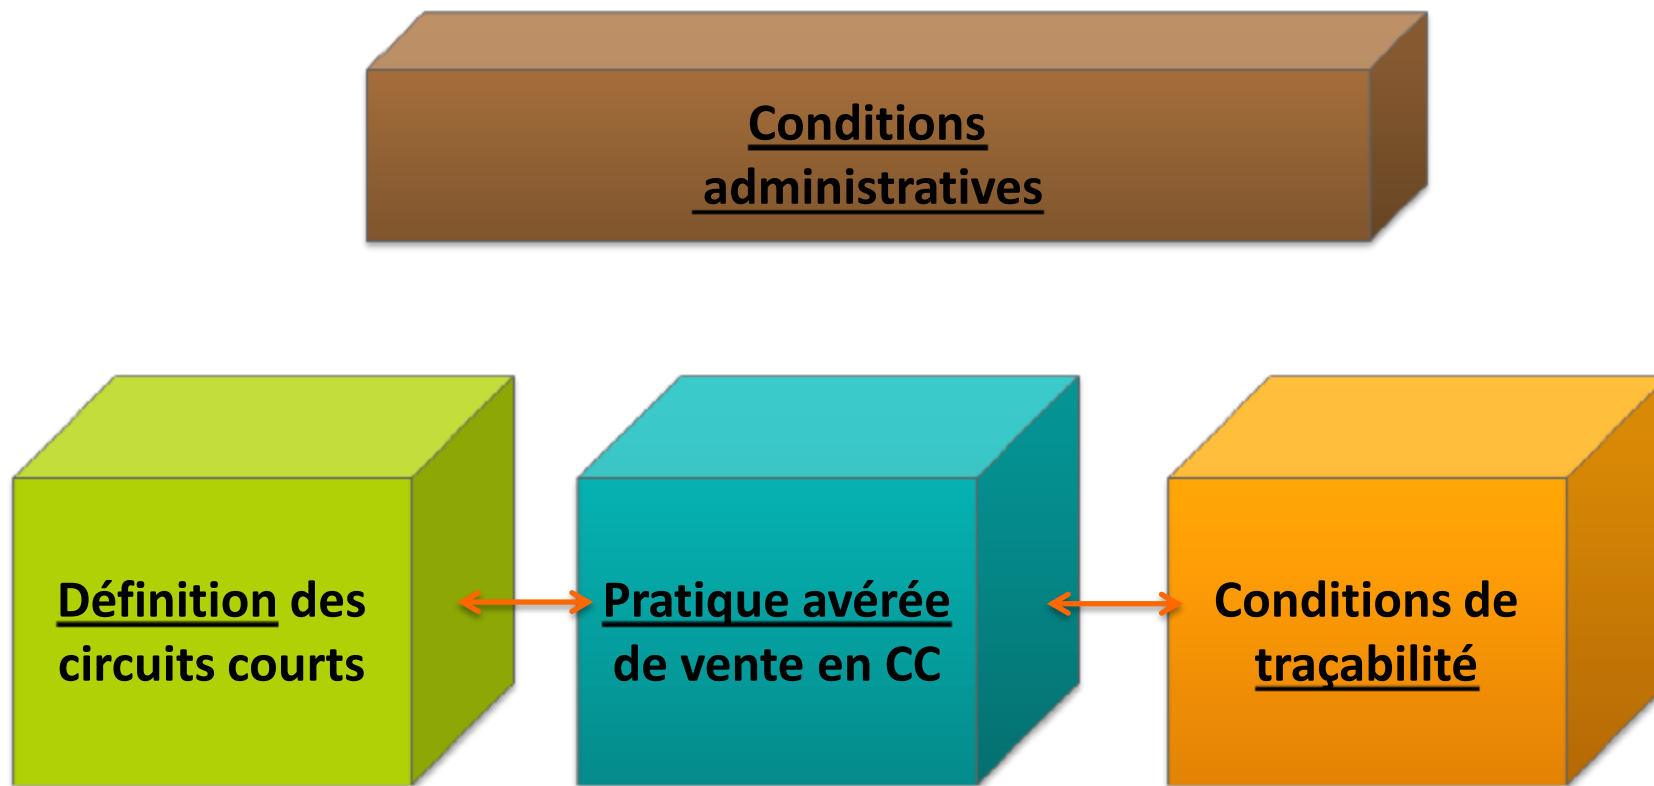 Conditions
administratives
Définition des
circuits courts
Pratique avérée
de vente en CC
Conditions de
traçabilité